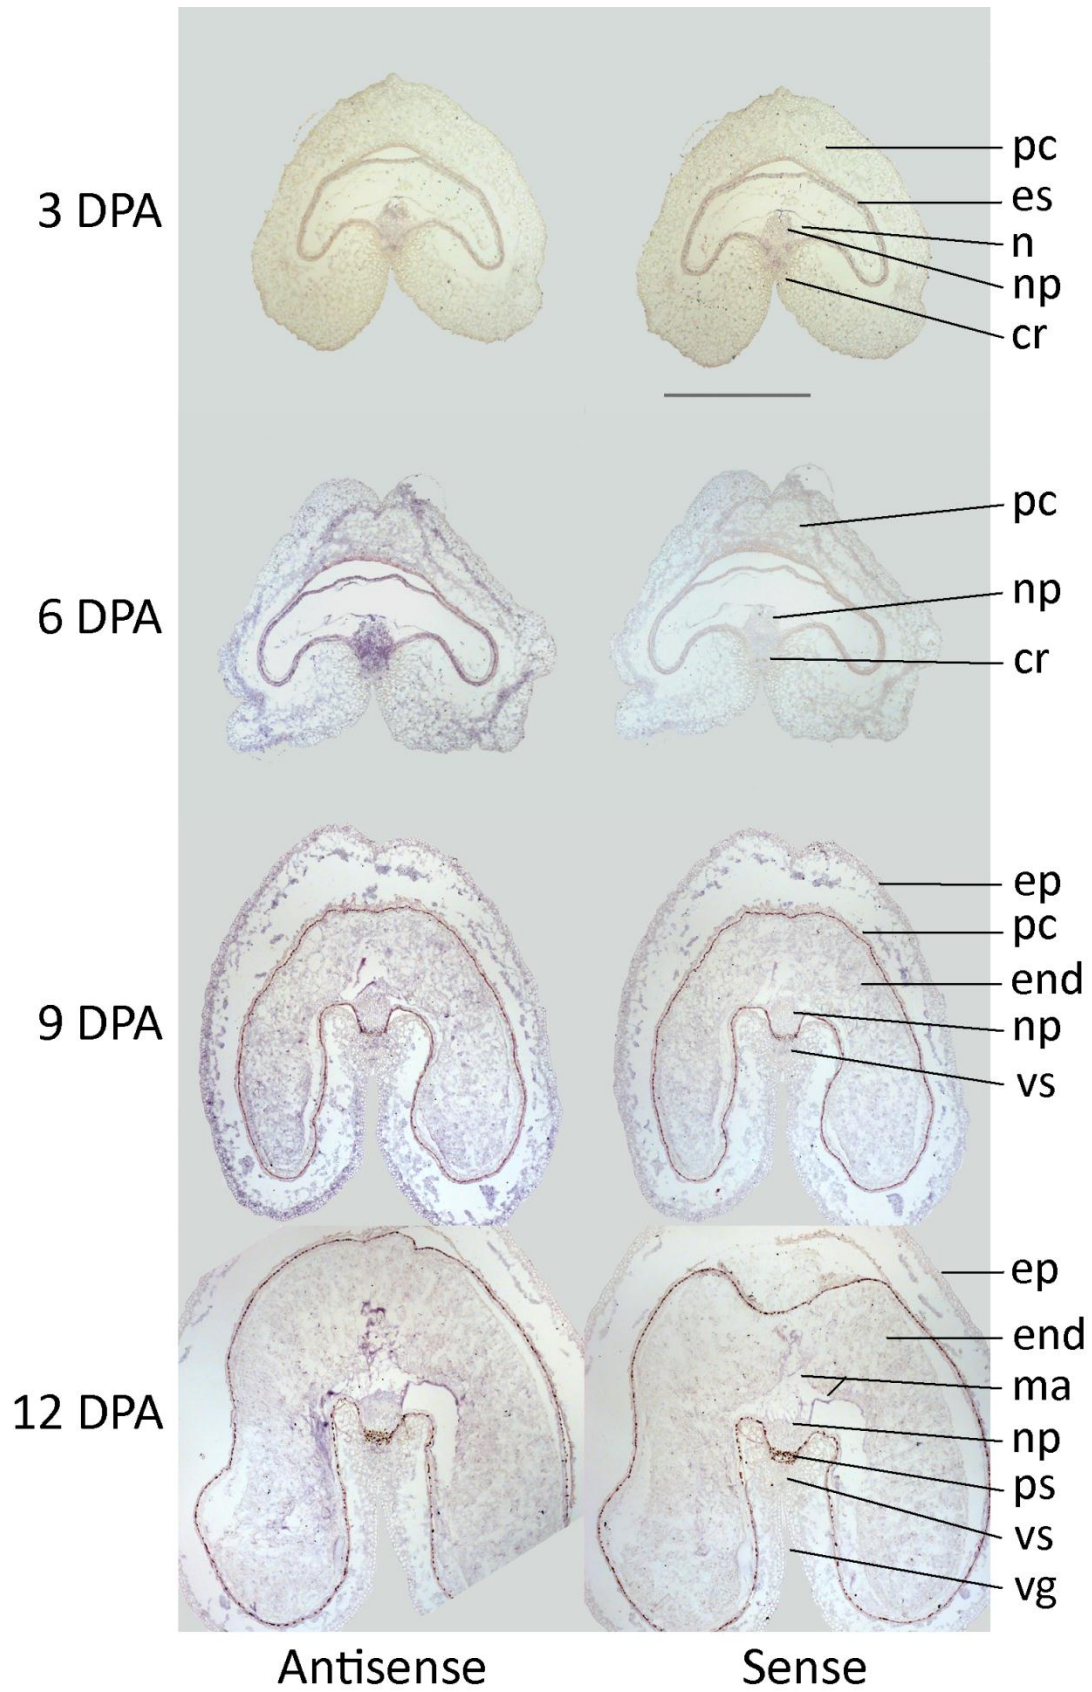 3 DPA
pc
es
n
np
cr
6 DPA
pc
np
cr
9 DPA
ep
pc
end
np
vs
12 DPA
ep
end
ma
np
ps
vs
vg
Antisense
Sense